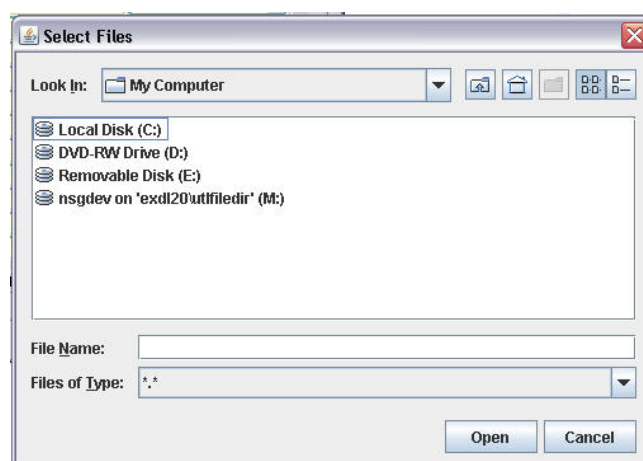 Select Files
Look In: My Computer
Local Disk (C:)
DVD-RW Drive (D:)
Removable Disk (E:)
nsgdev on 'exdl20\utlfiledir' (M:)
File Name:
Files of Type: *.*
Open Cancel